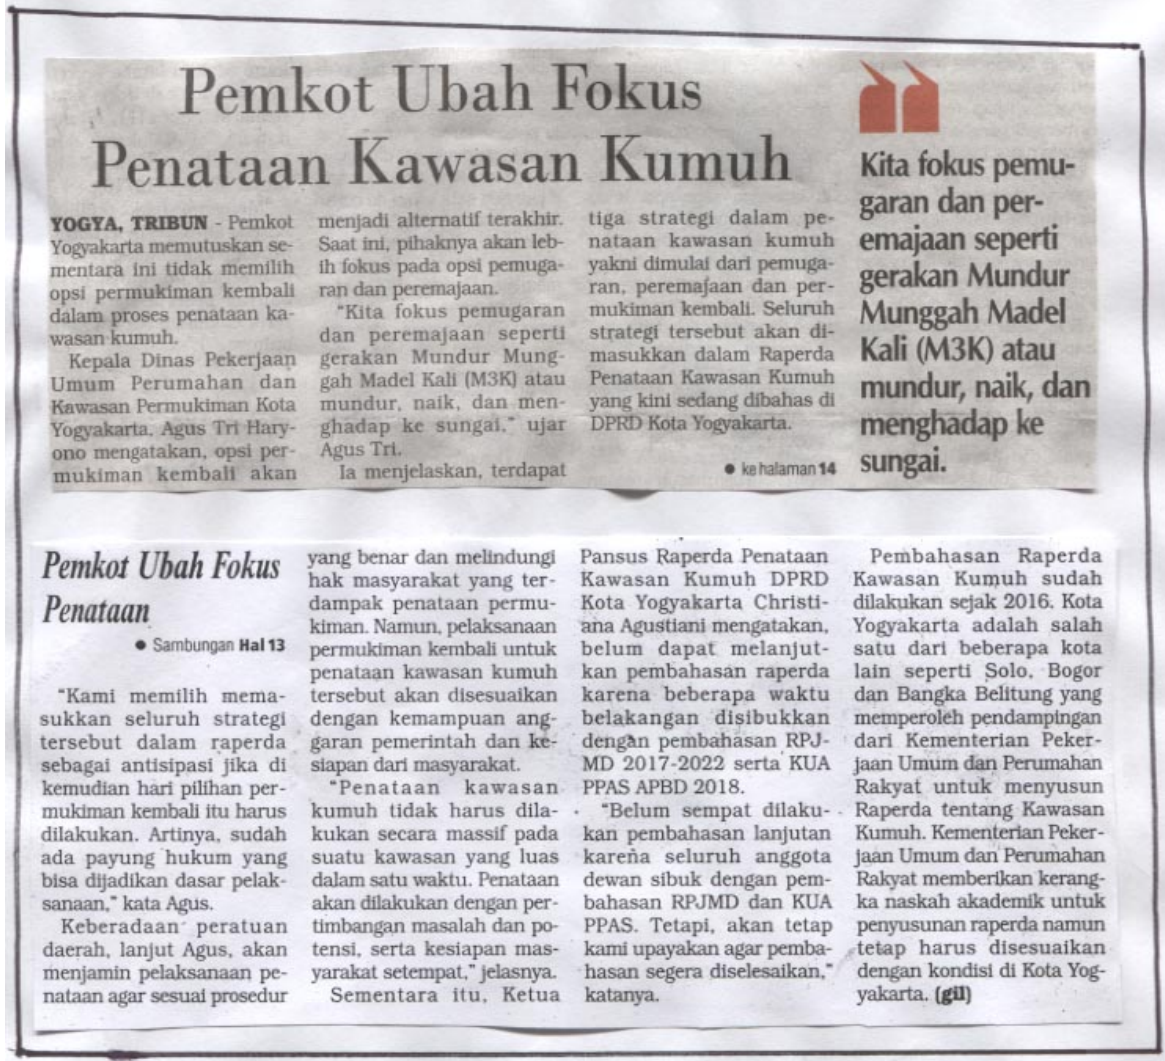 Pemkot Ubah Fokus
Penataan Kawasan Kumuh
YOGYA, TRIBUN - Pemkot
Yogyakarta memutuskan se-
mentara ini tidak memilih
opsi permukiman kembali
dalam proses penataan ka-
wasan kumuh.
Kepala Dinas Pekerjaan
Umum Perumahan dan
Kawasan Permukiman Kota
Yogyakarta, Agus Tri Hary-
ono mengatakan, opsi per-
mukiman kembali akan
menjadi alternatif terakhir.
Saat ini, pihaknya akan leb-
ih fokus pada opsi pemuga-
ran dan peremajaan.
"Kita fokus pemugaran
dan peremajaan seperti
gerakan Mundur Mung-
gah Madel Kali (M3K) atau
mundur, naik, dan men-
ghadap ke sungai," ujar
Agus Tri.
Ia menjelaskan, terdapat
tiga strategi dalam pe-
nataan kawasan kumuh
yakni dimulai dari pemuga-
ran, peremajaan dan per-
mukiman kembali. Seluruh
strategi tersebut akan di-
masukkan dalam Raperda
Penataan Kawasan Kumuh
yang kini sedang dibahas di
DPRD Kota Yogyakarta.
● ke halaman 14
Kita fokus pemu-
garan dan per-
emajaan seperti
gerakan Mundur
Munggah Madel
Kali (M3K) atau
mundur, naik, dan
menghadap ke
sungai.
Pemkot Ubah Fokus
Penataan
● Sambungan Hal 13
"Kami memilih mema-
sukkan seluruh strategi
tersebut dalam raperda
sebagai antisipasi jika di
kemudian hari pilihan per-
mukiman kembali itu harus
dilakukan. Artinya, sudah
ada payung hukum yang
bisa dijadikan dasar pelak-
sanaan," kata Agus.
Keberadaan peratuan
daerah, lanjut Agus, akan
menjamin pelaksanaan pe-
nataan agar sesuai prosedur
yang benar dan melindungi
hak masyarakat yang ter-
dampak penataan permu-
kiman. Namun, pelaksanaan
permukiman kembali untuk
penataan kawasan kumuh
tersebut akan disesuaikan
dengan kemampuan ang-
garan pemerintah dan ke-
siapan dari masyarakat.
"Penataan kawasan
kumuh tidak harus dila-
kukan secara massif pada
suatu kawasan yang luas
dalam satu waktu. Penataan
akan dilakukan dengan per-
timbangan masalah dan po-
tensi, serta kesiapan mas-
yarakat setempat," jelasnya.
Sementara itu, Ketua
Pansus Raperda Penataan
Kawasan Kumuh DPRD
Kota Yogyakarta Christi-
ana Agustiani mengatakan,
belum dapat melanjut-
kan pembahasan raperda
karena beberapa waktu
belakangan disibukkan
dengan pembahasan RPJ-
MD 2017-2022 serta KUA
PPAS APBD 2018.
"Belum sempat dilaku-
kan pembahasan lanjutan
karena seluruh anggota
dewan sibuk dengan pem-
bahasan RPJMD dan KUA
PPAS. Tetapi, akan tetap
kami upayakan agar pemba-
hasan segera diselesaikan,"
katanya.
Pembahasan Raperda
Kawasan Kumuh sudah
dilakukan sejak 2016. Kota
Yogyakarta adalah salah
satu dari beberapa kota
lain seperti Solo, Bogor
dan Bangka Belitung yang
memperoleh pendampingan
dari Kementerian Peker-
jaan Umum dan Perumahan
Rakyat untuk menyusun
Raperda tentang Kawasan
Kumuh. Kementerian Peker-
jaan Umum dan Perumahan
Rakyat memberikan kerang-
ka naskah akademik untuk
penyusunan raperda namun
tetap harus disesuaikan
dengan kondisi di Kota Yog-
yakarta. (gil)